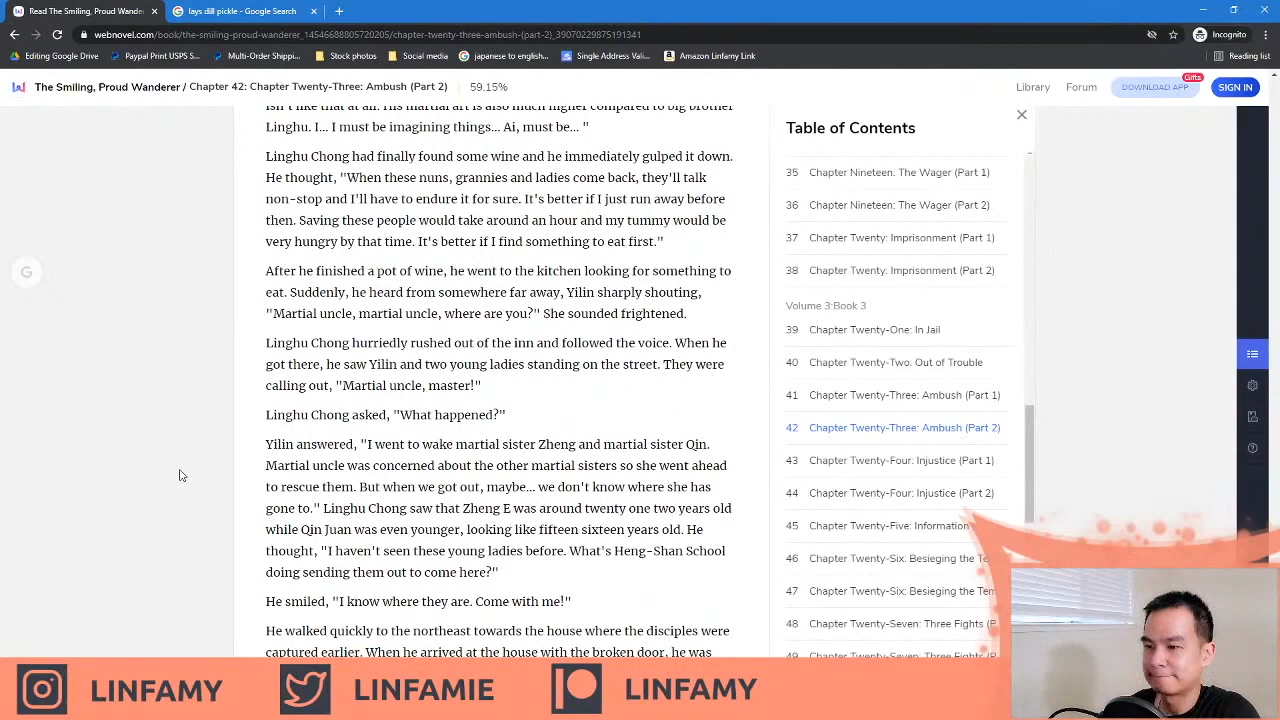 Read The Smiling, Proud Wander
lays dill pickle - Google Search
webnovel.com/book/the-smiling-proud-wanderer_14546688805720205/chapter-twenty-three-ambush-(part-2)_39070229875191341
Incognito
Editing Google Drive
Paypal Print USPS S...
Multi-Order Shippi...
Stock photos
Social media
japanese to english...
Single Address Vali...
Amazon Linfamy Link
Reading list
The Smiling, Proud Wanderer / Chapter 42: Chapter Twenty-Three: Ambush (Part 2)
59.15%
Library
Forum
DOWNLOAD APP
Gifts
SIGN IN
isn't like that at all. His martial art is also much higher compared to big brother
Linghu. I... I must be imagining things... Ai, must be... "
Linghu Chong had finally found some wine and he immediately gulped it down.
He thought, "When these nuns, grannies and ladies come back, they'll talk
non-stop and I'll have to endure it for sure. It's better if I just run away before
then. Saving these people would take around an hour and my tummy would be
very hungry by that time. It's better if I find something to eat first."
After he finished a pot of wine, he went to the kitchen looking for something to
eat. Suddenly, he heard from somewhere far away, Yilin sharply shouting,
"Martial uncle, martial uncle, where are you?" She sounded frightened.
Linghu Chong hurriedly rushed out of the inn and followed the voice. When he
got there, he saw Yilin and two young ladies standing on the street. They were
calling out, "Martial uncle, master!"
Linghu Chong asked, "What happened?"
Yilin answered, "I went to wake martial sister Zheng and martial sister Qin.
Martial uncle was concerned about the other martial sisters so she went ahead
to rescue them. But when we got out, maybe... we don't know where she has
gone to." Linghu Chong saw that Zheng E was around twenty one two years old
while Qin Juan was even younger, looking like fifteen sixteen years old. He
thought, "I haven't seen these young ladies before. What's Heng-Shan School
doing sending them out to come here?"
He smiled, "I know where they are. Come with me!"
He walked quickly to the northeast towards the house where the disciples were
captured earlier. When he arrived at the house with the broken door, he was
Table of Contents
35 Chapter Nineteen: The Wager (Part 1)
36 Chapter Nineteen: The Wager (Part 2)
37 Chapter Twenty: Imprisonment (Part 1)
38 Chapter Twenty: Imprisonment (Part 2)
Volume 3:Book 3
39 Chapter Twenty-One: In Jail
40 Chapter Twenty-Two: Out of Trouble
41 Chapter Twenty-Three: Ambush (Part 1)
42 Chapter Twenty-Three: Ambush (Part 2)
43 Chapter Twenty-Four: Injustice (Part 1)
44 Chapter Twenty-Four: Injustice (Part 2)
45 Chapter Twenty-Five: Information
46 Chapter Twenty-Six: Besieging the Te
47 Chapter Twenty-Six: Besieging the Tem
48 Chapter Twenty-Seven: Three Fights (P
49 Chapter Twenty-Seven: Three Fights (P
G
LINFAMY
LINFAMIE
LINFAMY